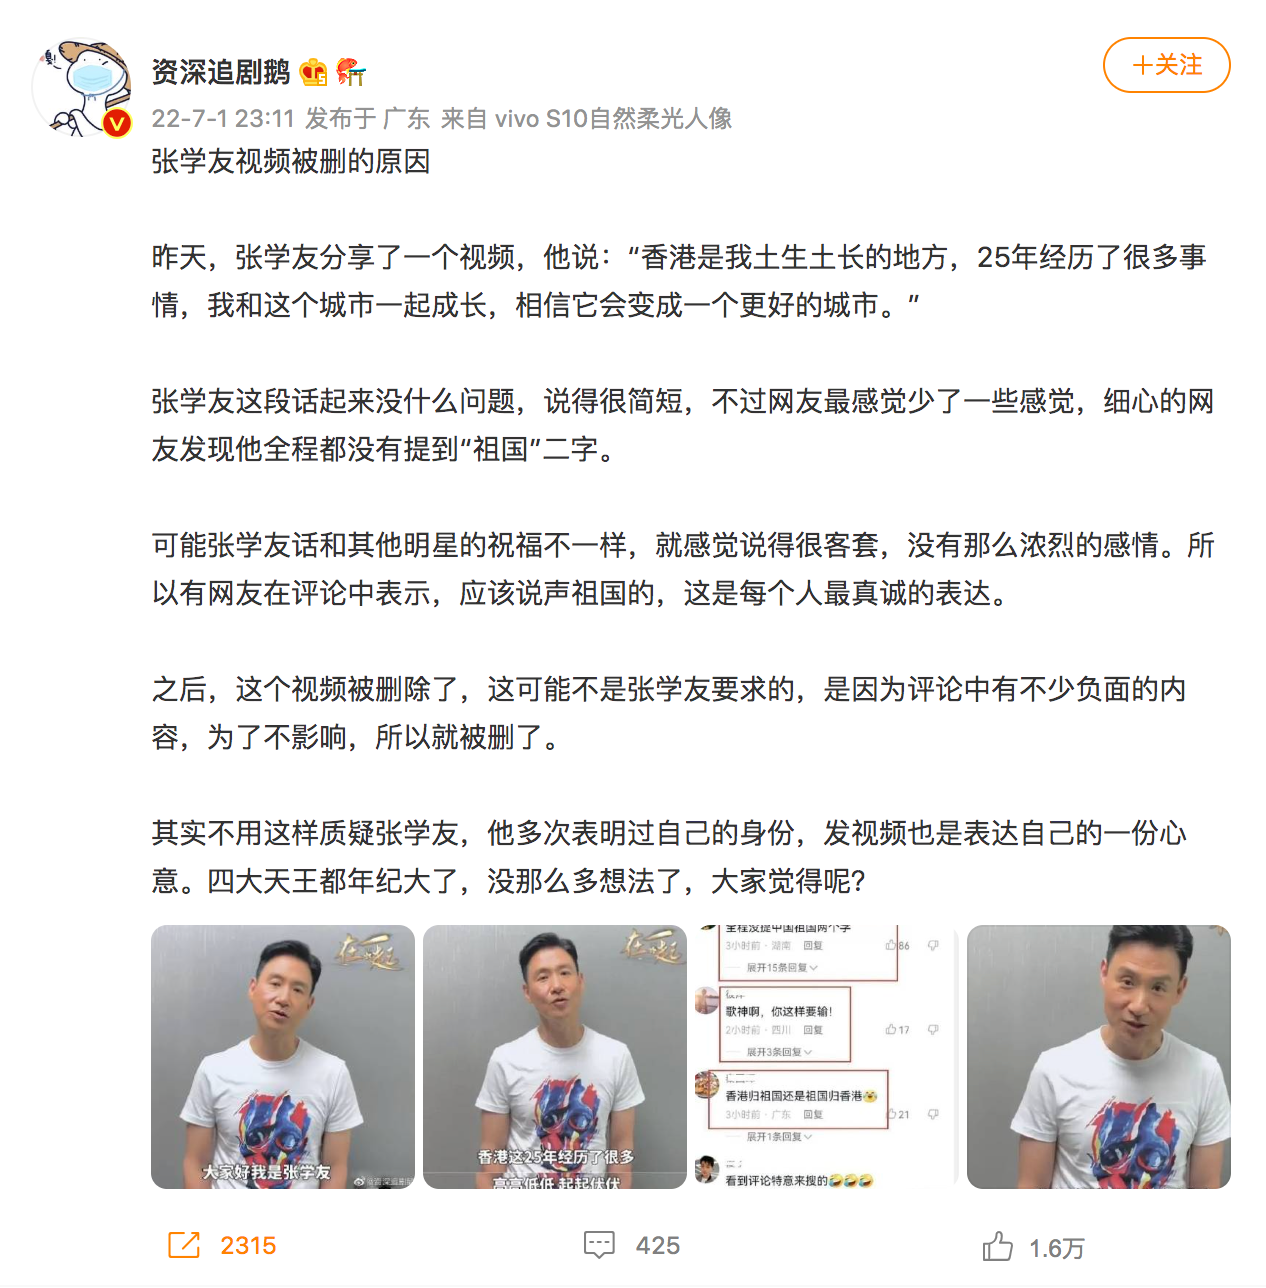 资深追剧鹅
+关注
22-7-1 23:11 发布于 广东 来自 vivo S10自然柔光人像
张学友视频被删的原因
昨天，张学友分享了一个视频，他说：“香港是我土生土长的地方，25年经历了很多事
情，我和这个城市一起成长，相信它会变成一个更好的城市。”
张学友这段话起来没什么问题，说得很简短，不过网友最感觉少了一些感觉，细心的网
友发现他全程都没有提到“祖国”二字。
可能张学友话和其他明星的祝福不一样，就感觉说得很客套，没有那么浓烈的感情。所
以有网友在评论中表示，应该说声祖国的，这是每个人最真诚的表达。
之后，这个视频被删除了，这可能不是张学友要求的，是因为评论中有不少负面的内
容，为了不影响，所以就被删了。
其实不用这样质疑张学友，他多次表明过自己的身份，发视频也是表达自己的一份心
意。四大天王都年纪大了，没那么多想法了，大家觉得呢？
在一起
大家好我是张学友
@资深追剧鹅
在一起
香港这25年经历了很多
高高低低 起起伏伏
全程没提中国祖国两个字
3小时前·湖南 回复 86
展开15条回复
歌神啊，你这样要输!
2小时前·四川 回复 17
展开3条回复
香港归祖国还是祖国归香港
3小时前·广东 回复 21
展开1条回复
看到评论特意来搜的
2315
425
1.6万